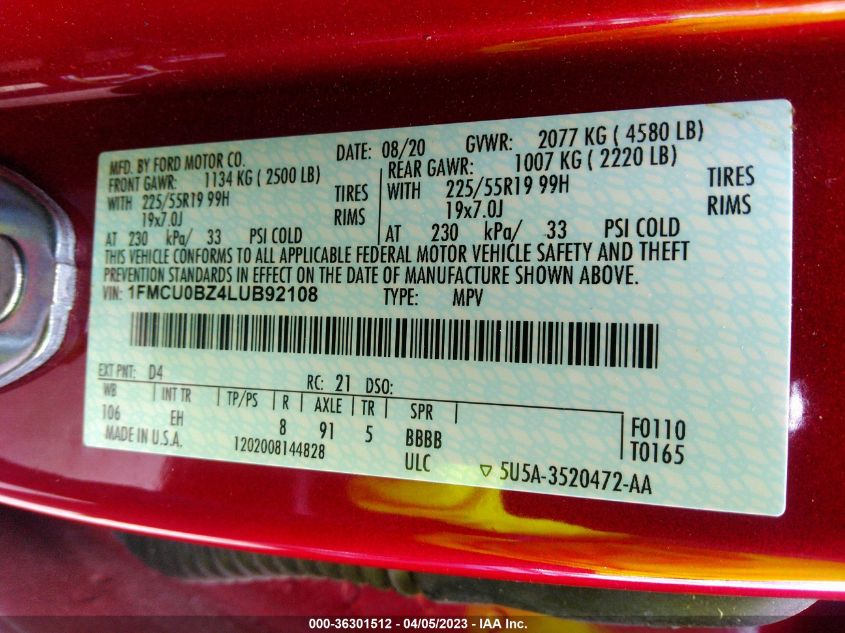 MFD. BY FORD MOTOR CO. DATE: 08/20 GVWR: 2077 KG ( 4580 LB)
FRONT GAWR: 1134 KG ( 2500 LB) REAR GAWR: 1007 KG ( 2220 LB)
WITH 225/55R19 99H TIRES WITH 225/55R19 99H TIRES
19x7.0J RIMS 19x7.0J RIMS
AT 230 kPa/ 33 PSI COLD AT 230 kPa/ 33 PSI COLD
THIS VEHICLE CONFORMS TO ALL APPLICABLE FEDERAL MOTOR VEHICLE SAFETY AND THEFT
PREVENTION STANDARDS IN EFFECT ON THE DATE OF MANUFACTURE SHOWN ABOVE.
VIN: 1FMCU0BZ4LUB92108 TYPE: MPV
EXT PNT: D4 RC: 21 DSO:
WB INT TR TP/PS R AXLE TR SPR
106 EH 8 91 5 BBBB F0110
MADE IN U.S.A. 1202008144828 ULC T0165
▽ 5U5A-3520472-AA
000-36301512 - 04/05/2023 - IAA Inc.